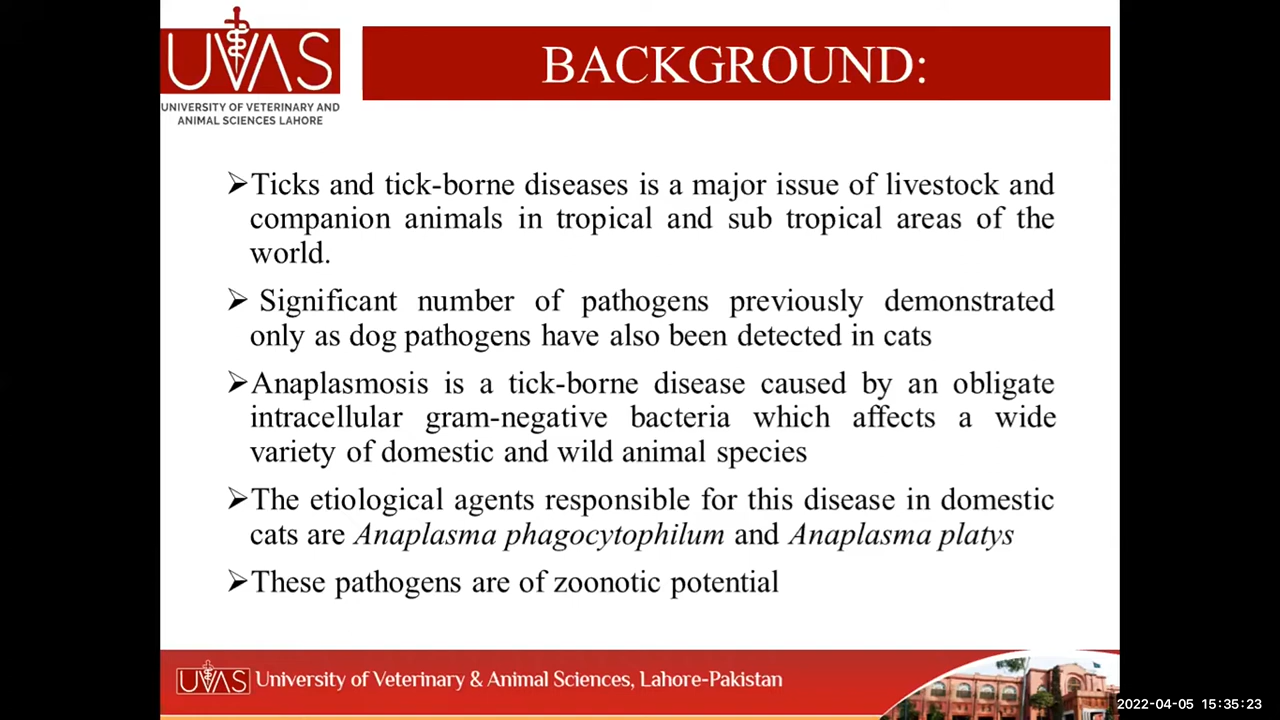 UVAS
UNIVERSITY OF VETERINARY AND
ANIMAL SCIENCES LAHORE
BACKGROUND:
➢Ticks and tick-borne diseases is a major issue of livestock and
companion animals in tropical and sub tropical areas of the
world.
➢ Significant number of pathogens previously demonstrated
only as dog pathogens have also been detected in cats
➢Anaplasmosis is a tick-borne disease caused by an obligate
intracellular gram-negative bacteria which affects a wide
variety of domestic and wild animal species
➢The etiological agents responsible for this disease in domestic
cats are Anaplasma phagocytophilum and Anaplasma platys
➢These pathogens are of zoonotic potential
UVAS University of Veterinary & Animal Sciences, Lahore-Pakistan
2022-04-05 15:35:23